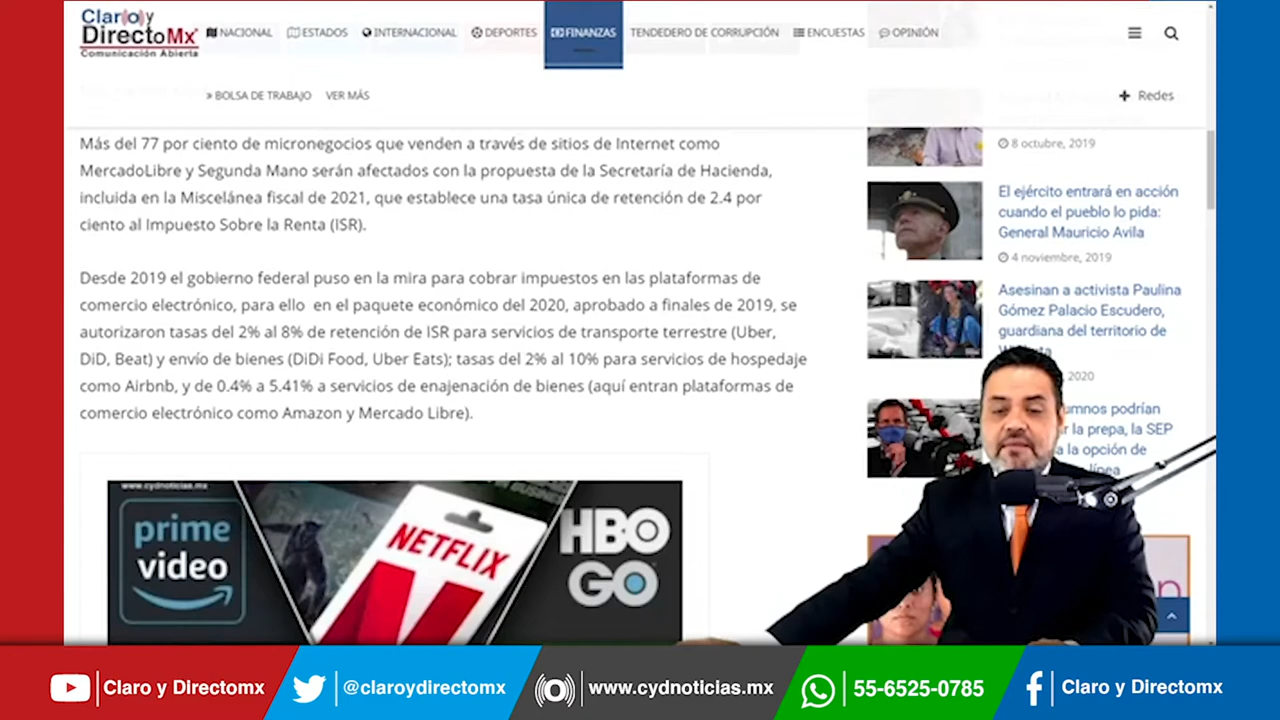 Claro y
DirectoMx
Comunicación Abierta
NACIONAL
ESTADOS
INTERNACIONAL
DEPORTES
FINANZAS
TENDEDERO DE CORRUPCIÓN
ENCUESTAS
OPINIÓN
» BOLSA DE TRABAJO
VER MÁS
Redes
Más del 77 por ciento de micronegocios que venden a través de sitios de Internet como
MercadoLibre y Segunda Mano serán afectados con la propuesta de la Secretaría de Hacienda,
incluida en la Miscelánea fiscal de 2021, que establece una tasa única de retención de 2.4 por
ciento al Impuesto Sobre la Renta (ISR).
Desde 2019 el gobierno federal puso en la mira para cobrar impuestos en las plataformas de
comercio electrónico, para ello en el paquete económico del 2020, aprobado a finales de 2019, se
autorizaron tasas del 2% al 8% de retención de ISR para servicios de transporte terrestre (Uber,
DiD, Beat) y envío de bienes (DiDi Food, Uber Eats); tasas del 2% al 10% para servicios de hospedaje
como Airbnb, y de 0.4% a 5.41% a servicios de enajenación de bienes (aquí entran plataformas de
comercio electrónico como Amazon y Mercado Libre).
www.cydnoticias.mx
prime
video
NETFLIX
HBO
GO
8 octubre, 2019
El ejército entrará en acción
cuando el pueblo lo pida:
General Mauricio Avila
4 noviembre, 2019
Asesinan a activista Paulina
Gómez Palacio Escudero,
guardiana del territorio de
2020
la prepa, la SEP
a la opción de
línea
Claro y Directomx
@claroydirectomx
www.cydnoticias.mx
55-6525-0785
Claro y Directomx